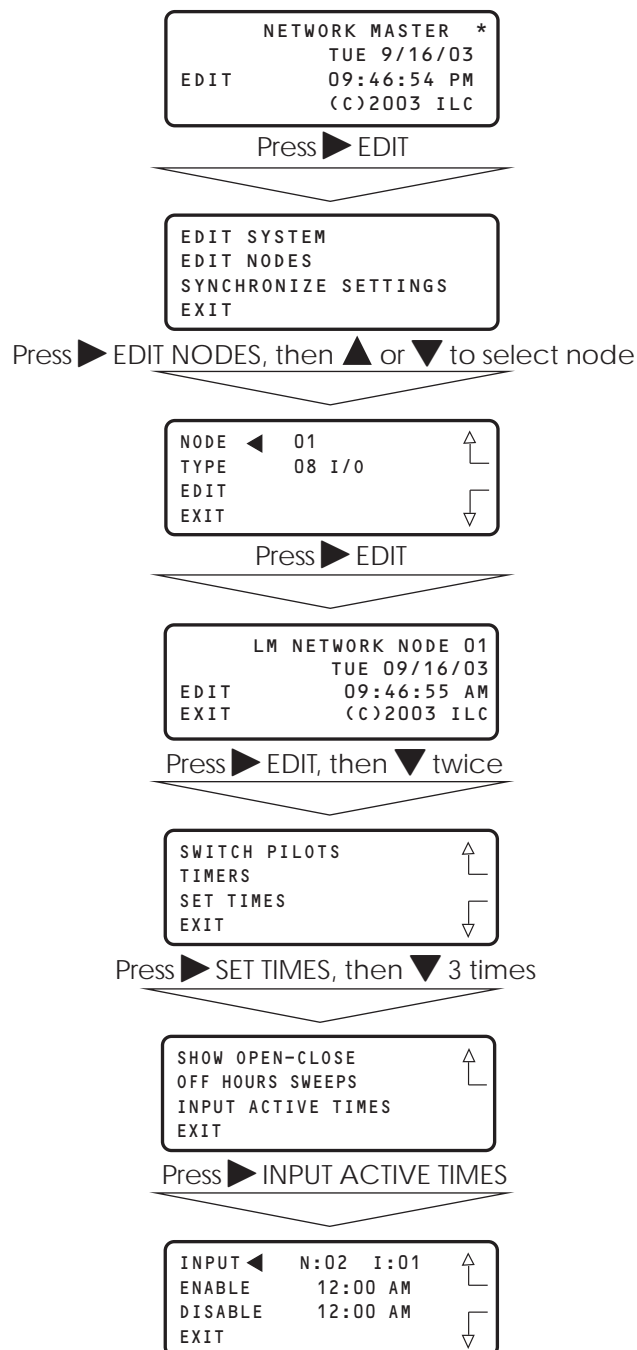 NETWORK MASTER *
TUE 9/16/03
EDIT 09:46:54 PM
(C)2003 ILC
Press ▶ EDIT
EDIT SYSTEM
EDIT NODES
SYNCHRONIZE SETTINGS
EXIT
Press ▶ EDIT NODES, then ▲ or ▼ to select node
NODE ◀ 01
TYPE 08 I/O
EDIT
EXIT
Press ▶ EDIT
LM NETWORK NODE 01
TUE 09/16/03
EDIT 09:46:55 AM
EXIT (C)2003 ILC
Press ▶ EDIT, then ▼ twice
SWITCH PILOTS
TIMERS
SET TIMES
EXIT
Press ▶ SET TIMES, then ▼ 3 times
SHOW OPEN-CLOSE
OFF HOURS SWEEPS
INPUT ACTIVE TIMES
EXIT
Press ▶ INPUT ACTIVE TIMES
INPUT ◀ N:02 I:01
ENABLE 12:00 AM
DISABLE 12:00 AM
EXIT